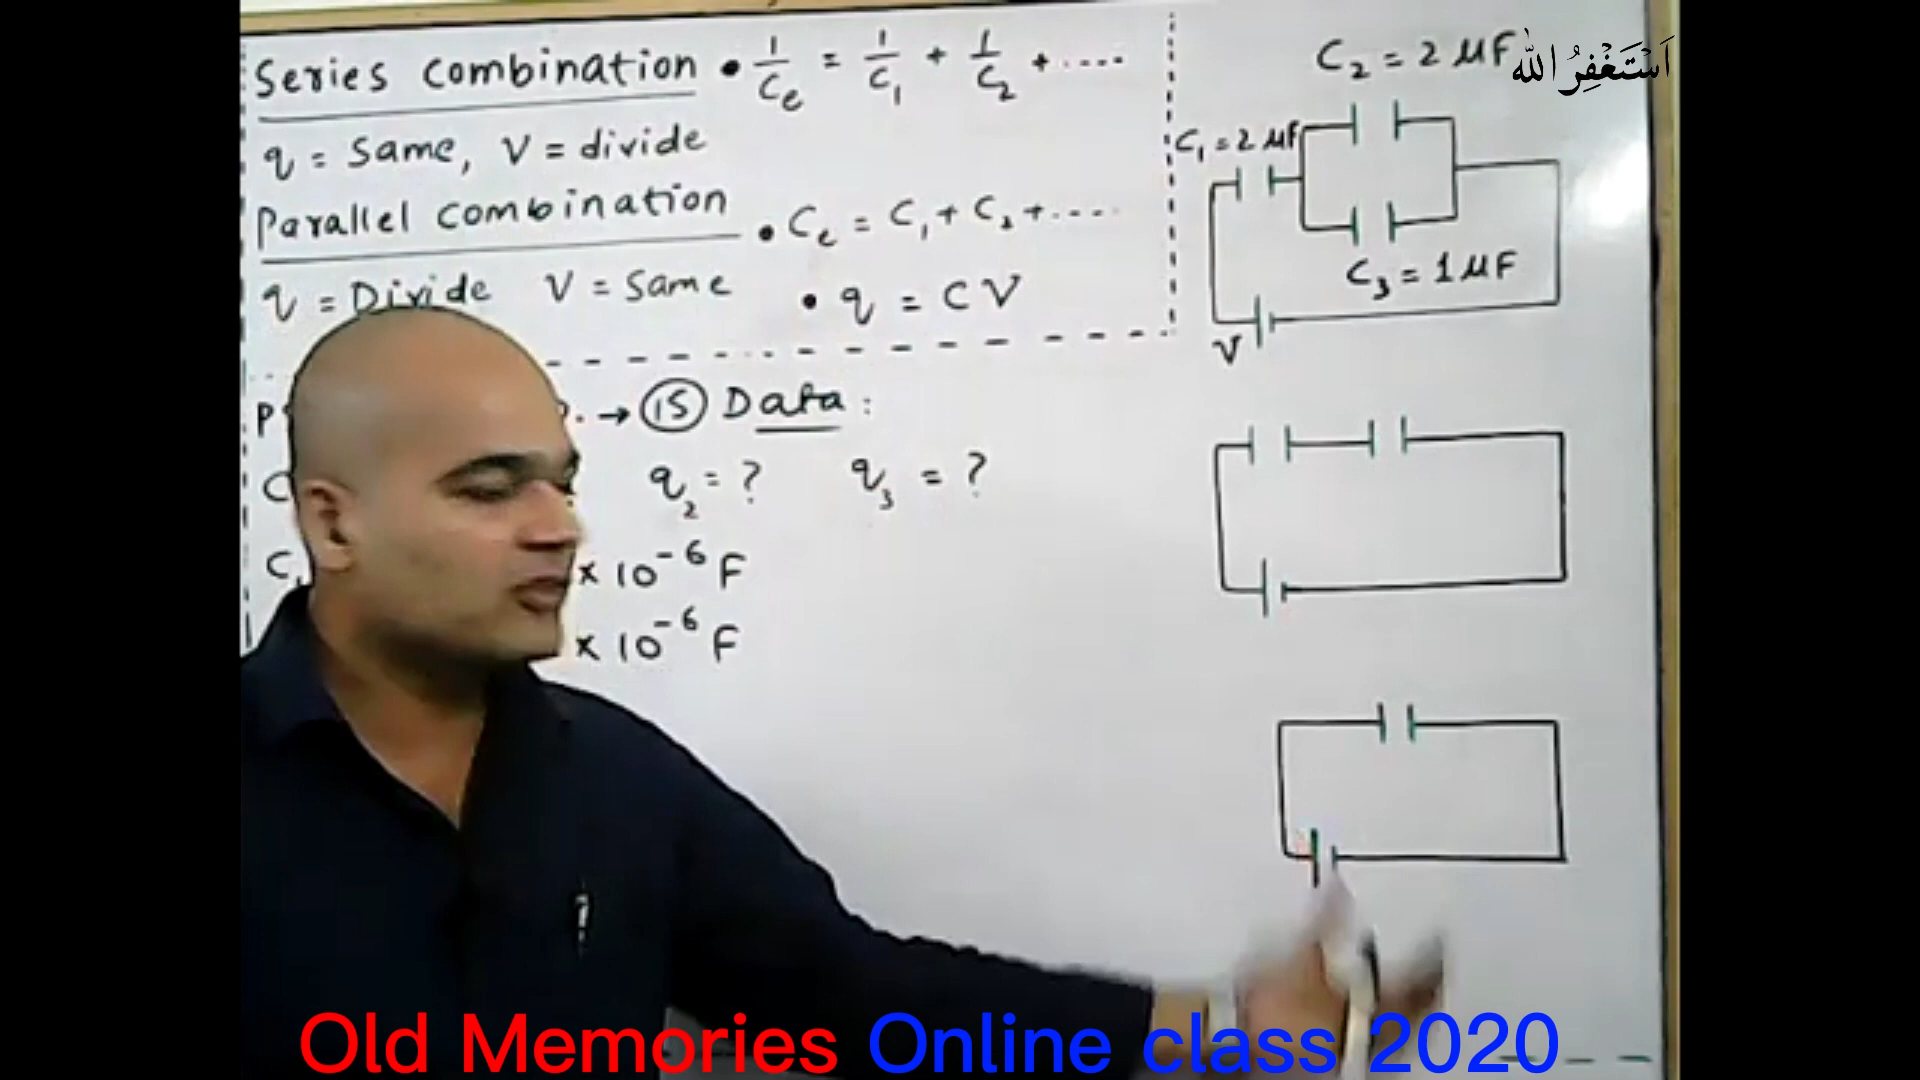 Series Combination • 1/Ce = 1/C1 + 1/C2 + ....
q = Same, V = divide
Parallel Combination • Ce = C1 + C2 + ....
q = Divide V = Same • q = CV
C2 = 2 µF
اَسْتَغْفِرُ اللّٰه
C1 = 2 µF
C3 = 1 µF
V
→ 15 Data :
q2 = ? q3 = ?
C1 × 10⁻⁶ F
× 10⁻⁶ F
Old Memories Online class 2020